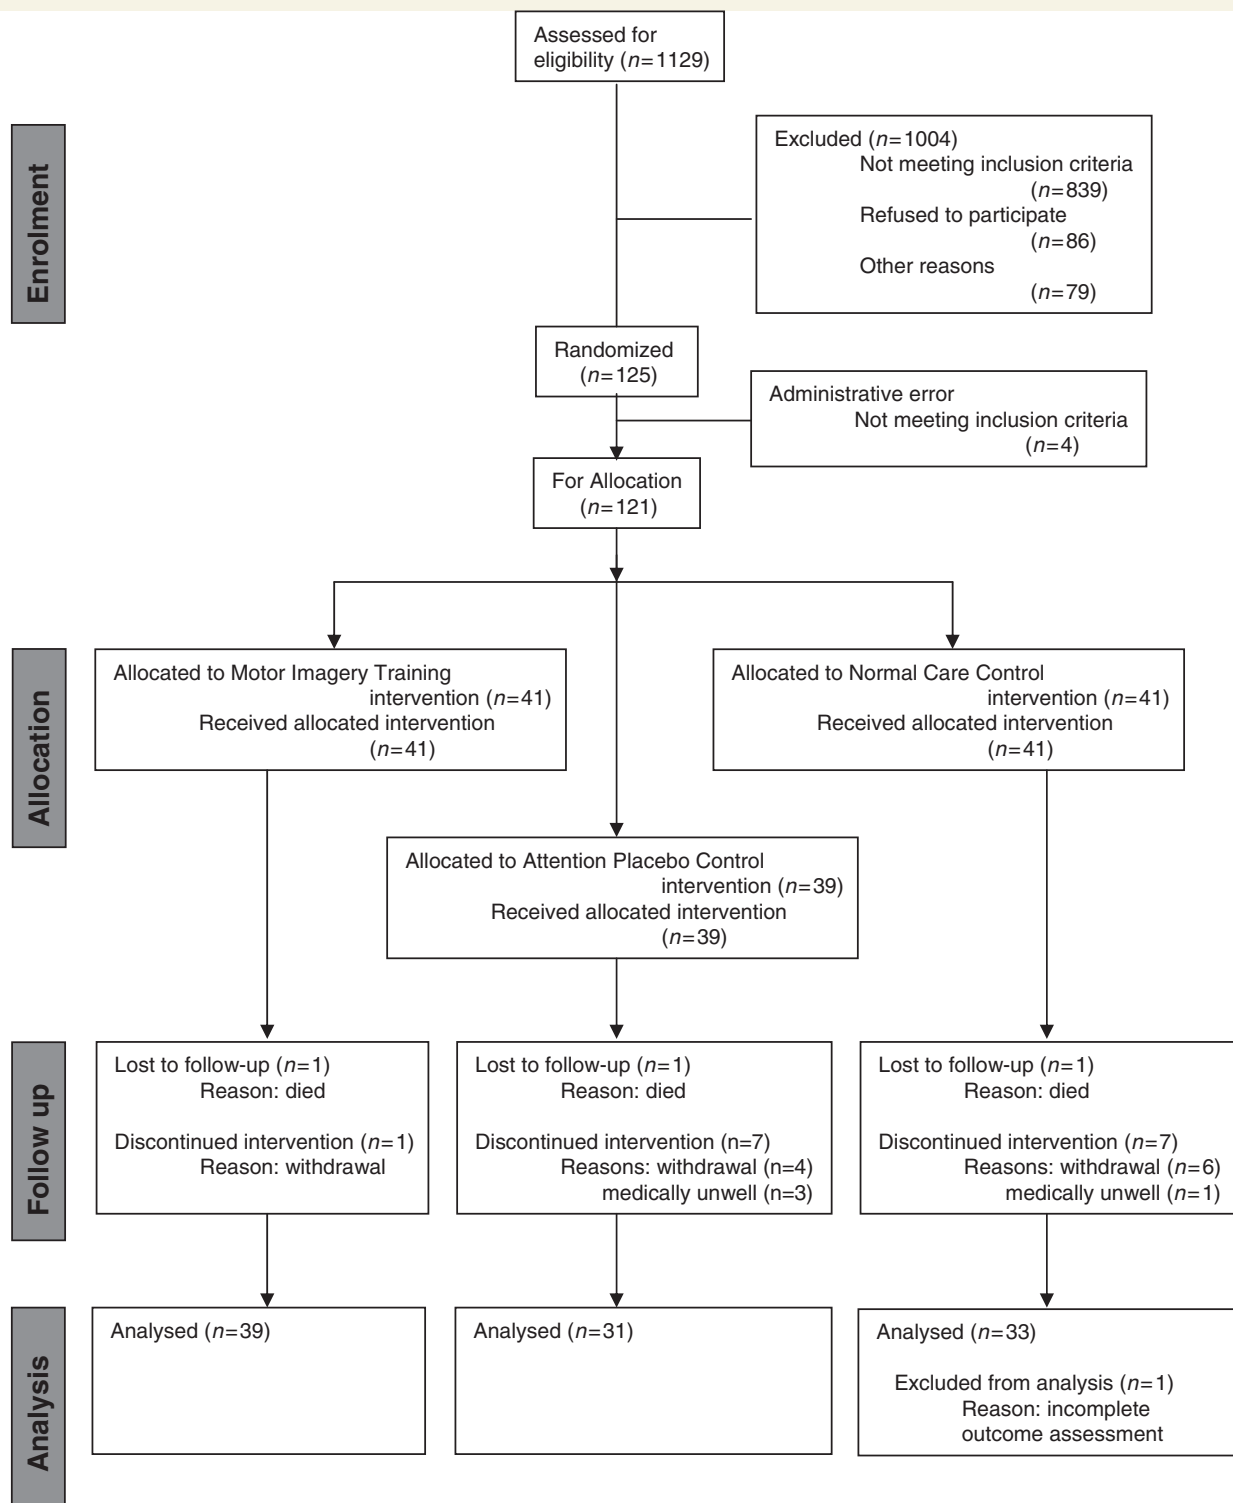 Assessed for
eligibility (n=1129)
Enrolment
Excluded (n=1004)
Not meeting inclusion criteria
(n=839)
Refused to participate
(n=86)
Other reasons
(n=79)
Randomized
(n=125)
Administrative error
Not meeting inclusion criteria
(n=4)
For Allocation
(n=121)
Allocation
Allocated to Motor Imagery Training
intervention (n=41)
Received allocated intervention
(n=41)
Allocated to Normal Care Control
intervention (n=41)
Received allocated intervention
(n=41)
Allocated to Attention Placebo Control
intervention (n=39)
Received allocated intervention
(n=39)
Follow up
Lost to follow-up (n=1)
Reason: died
Discontinued intervention (n=1)
Reason: withdrawal
Lost to follow-up (n=1)
Reason: died
Discontinued intervention (n=7)
Reasons: withdrawal (n=4)
medically unwell (n=3)
Lost to follow-up (n=1)
Reason: died
Discontinued intervention (n=7)
Reasons: withdrawal (n=6)
medically unwell (n=1)
Analysis
Analysed (n=39)
Analysed (n=31)
Analysed (n=33)
Excluded from analysis (n=1)
Reason: incomplete
outcome assessment